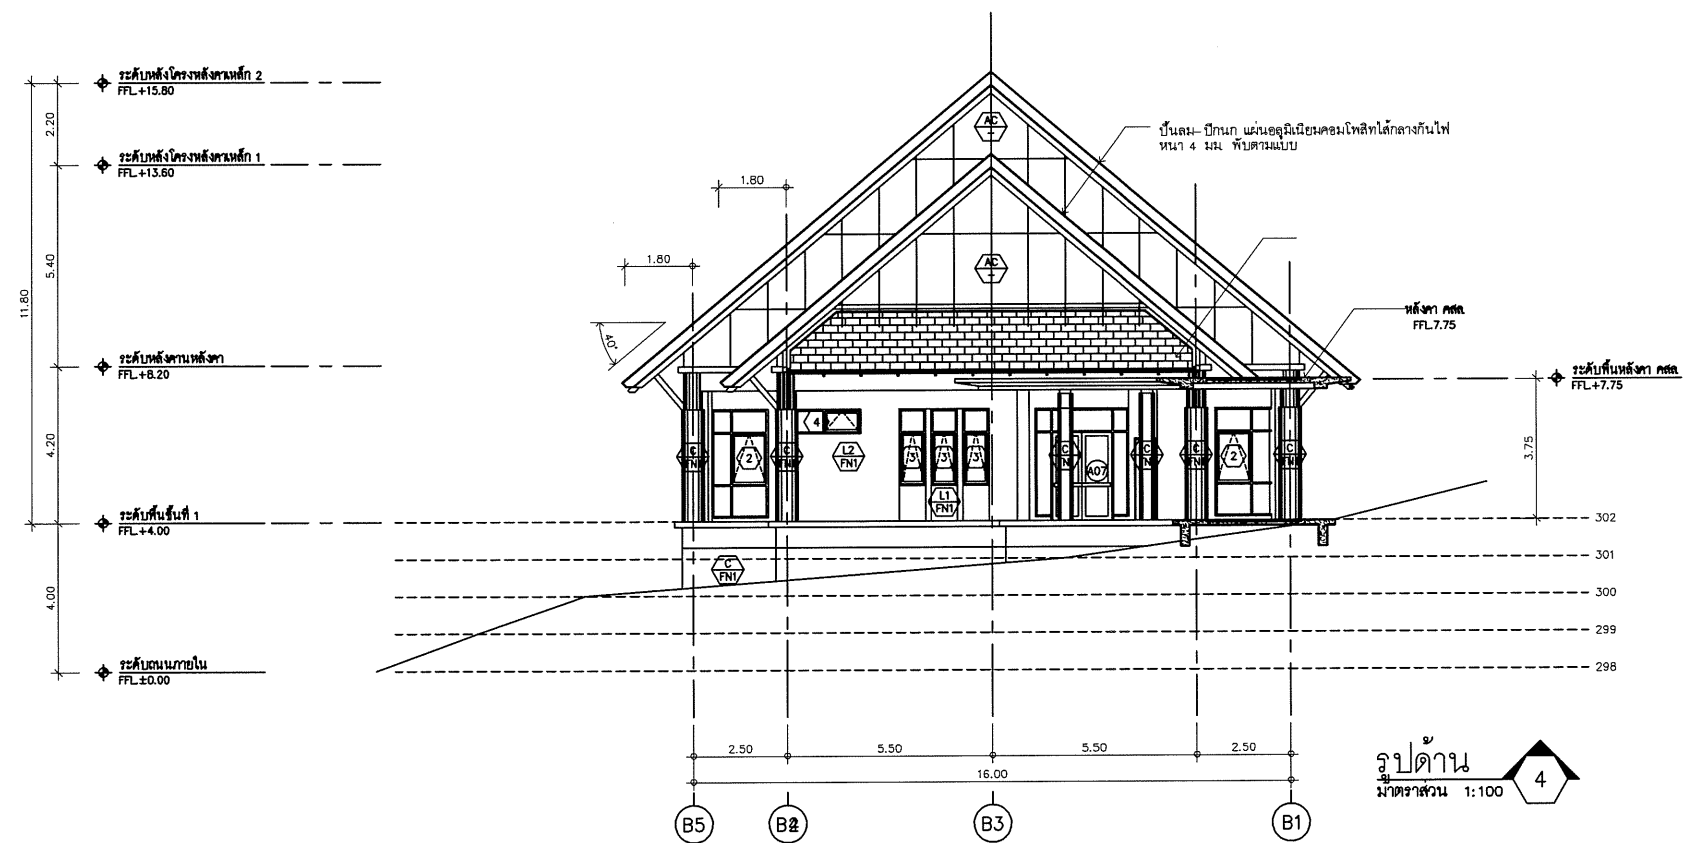 ระดับหลังโครงหลังคาเหล็ก 2
FFL.+15.80
ระดับหลังโครงหลังคาเหล็ก 1
FFL.+13.60
ระดับหลังคานหลังคา
FFL.+8.20
ระดับพื้นชั้นที่ 1
FFL.+4.00
ระดับถนนภายใน
FFL.±0.00
2.20
5.40
11.80
4.20
4.00
1.80
1.80
40°
AC
-
AC
-
ปั้นลม-ปีกนก แผ่นอลูมิเนียมคอมโพสิทไส้กลางกันไฟ
หนา 4 มม. พับตามแบบ
หลังคา คสล.
FFL.7.75
ระดับพื้นหลังคา คสล.
FFL.+7.75
3.75
C
FN1
2
C
FN1
4
L2
FN1
3
3
3
L1
FN1
C
FN1
A07
C
FN1
C
FN1
2
C
FN1
C
FN1
302
301
300
299
298
2.50
5.50
5.50
2.50
16.00
B5
B3
B1
รูปด้าน
มาตราส่วน 1:100
4